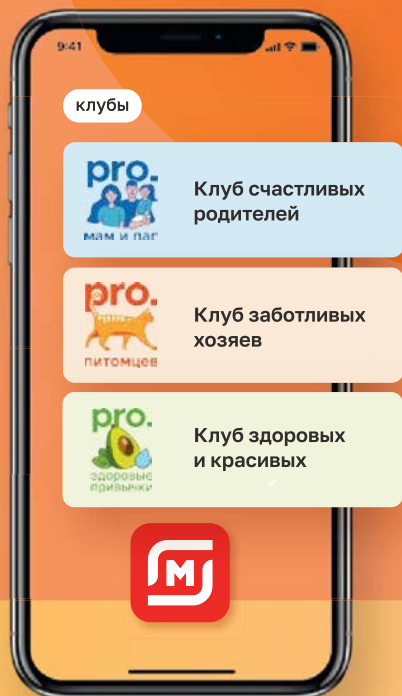 9:41
клубы
pro.
мам и пап
Клуб счастливых
родителей
pro.
питомцев
Клуб заботливых
хозяев
pro.
здоровые
привычки
Клуб здоровых
и красивых
М